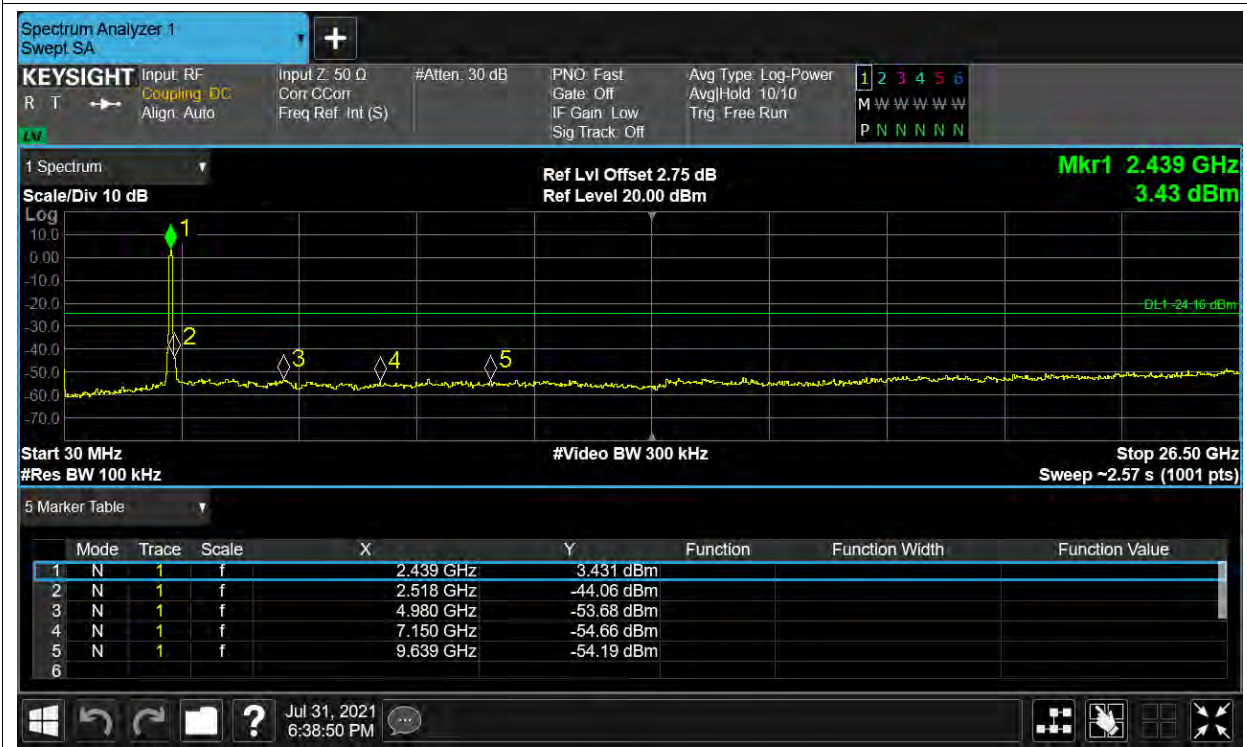 Spectrum Analyzer 1
Swept SA
KEYSIGHT Input: RF Input Z: 50 Ω #Atten: 30 dB PNO: Fast Avg Type: Log-Power 1 2 3 4 5 6
R T Coupling: DC Corr CCorr Gate: Off Avg|Hold: 10/10 M W W W W W W
Align: Auto Freq Ref: Int (S) IF Gain: Low Trig: Free Run
LV Sig Track: Off P N N N N N
1 Spectrum Ref Lvl Offset 2.75 dB Mkr1 2.439 GHz
Scale/Div 10 dB Ref Level 20.00 dBm 3.43 dBm
Log
10.0 1
0.00
-10.0
-20.0 DL1 -24.16 dBm
-30.0 2
-40.0 3 4 5
-50.0
-60.0
-70.0
Start 30 MHz #Video BW 300 kHz Stop 26.50 GHz
#Res BW 100 kHz Sweep ~2.57 s (1001 pts)
5 Marker Table
Mode Trace Scale X Y Function Function Width Function Value
1 N 1 f 2.439 GHz 3.431 dBm
2 N 1 f 2.518 GHz -44.06 dBm
3 N 1 f 4.980 GHz -53.68 dBm
4 N 1 f 7.150 GHz -54.66 dBm
5 N 1 f 9.639 GHz -54.19 dBm
6
? Jul 31, 2021
6:38:50 PM